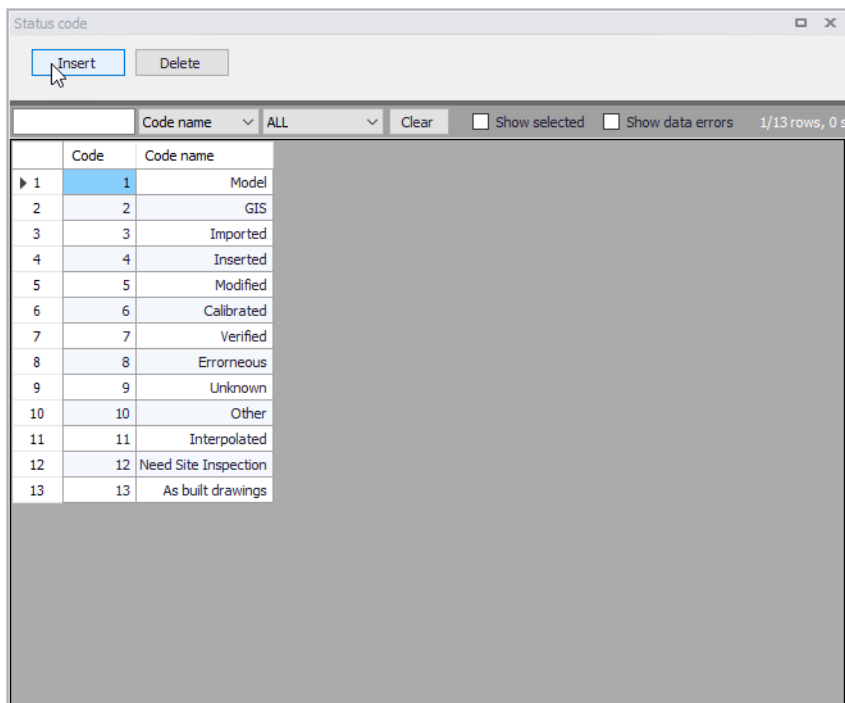 Status code
Insert Delete
Code name ALL Clear Show selected Show data errors 1/13 rows, 0 s
Code Code name
1 1 Model
2 2 GIS
3 3 Imported
4 4 Inserted
5 5 Modified
6 6 Calibrated
7 7 Verified
8 8 Errorneous
9 9 Unknown
10 10 Other
11 11 Interpolated
12 12 Need Site Inspection
13 13 As built drawings